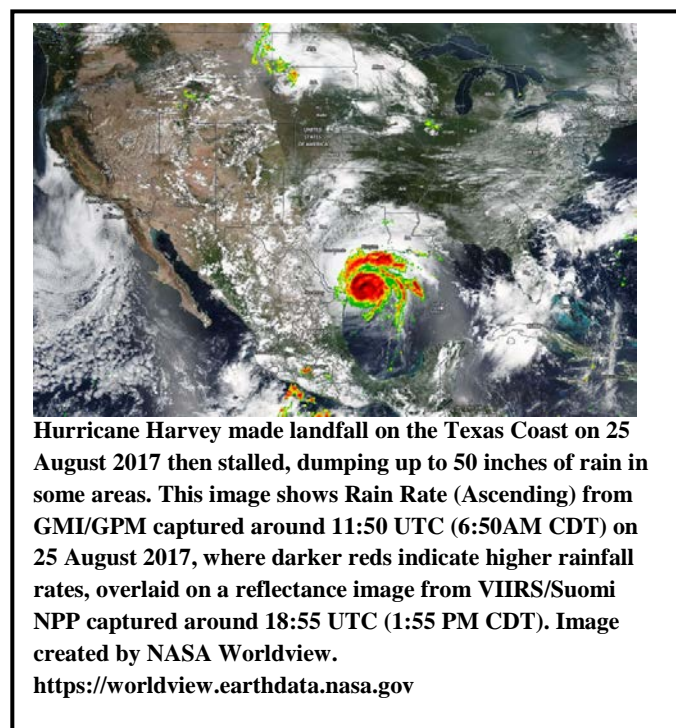 UNITED
STATES
OF AMERICA
Hurricane Harvey made landfall on the Texas Coast on 25
August 2017 then stalled, dumping up to 50 inches of rain in
some areas. This image shows Rain Rate (Ascending) from
GMI/GPM captured around 11:50 UTC (6:50AM CDT) on
25 August 2017, where darker reds indicate higher rainfall
rates, overlaid on a reflectance image from VIIRS/Suomi
NPP captured around 18:55 UTC (1:55 PM CDT). Image
created by NASA Worldview.
https://worldview.earthdata.nasa.gov